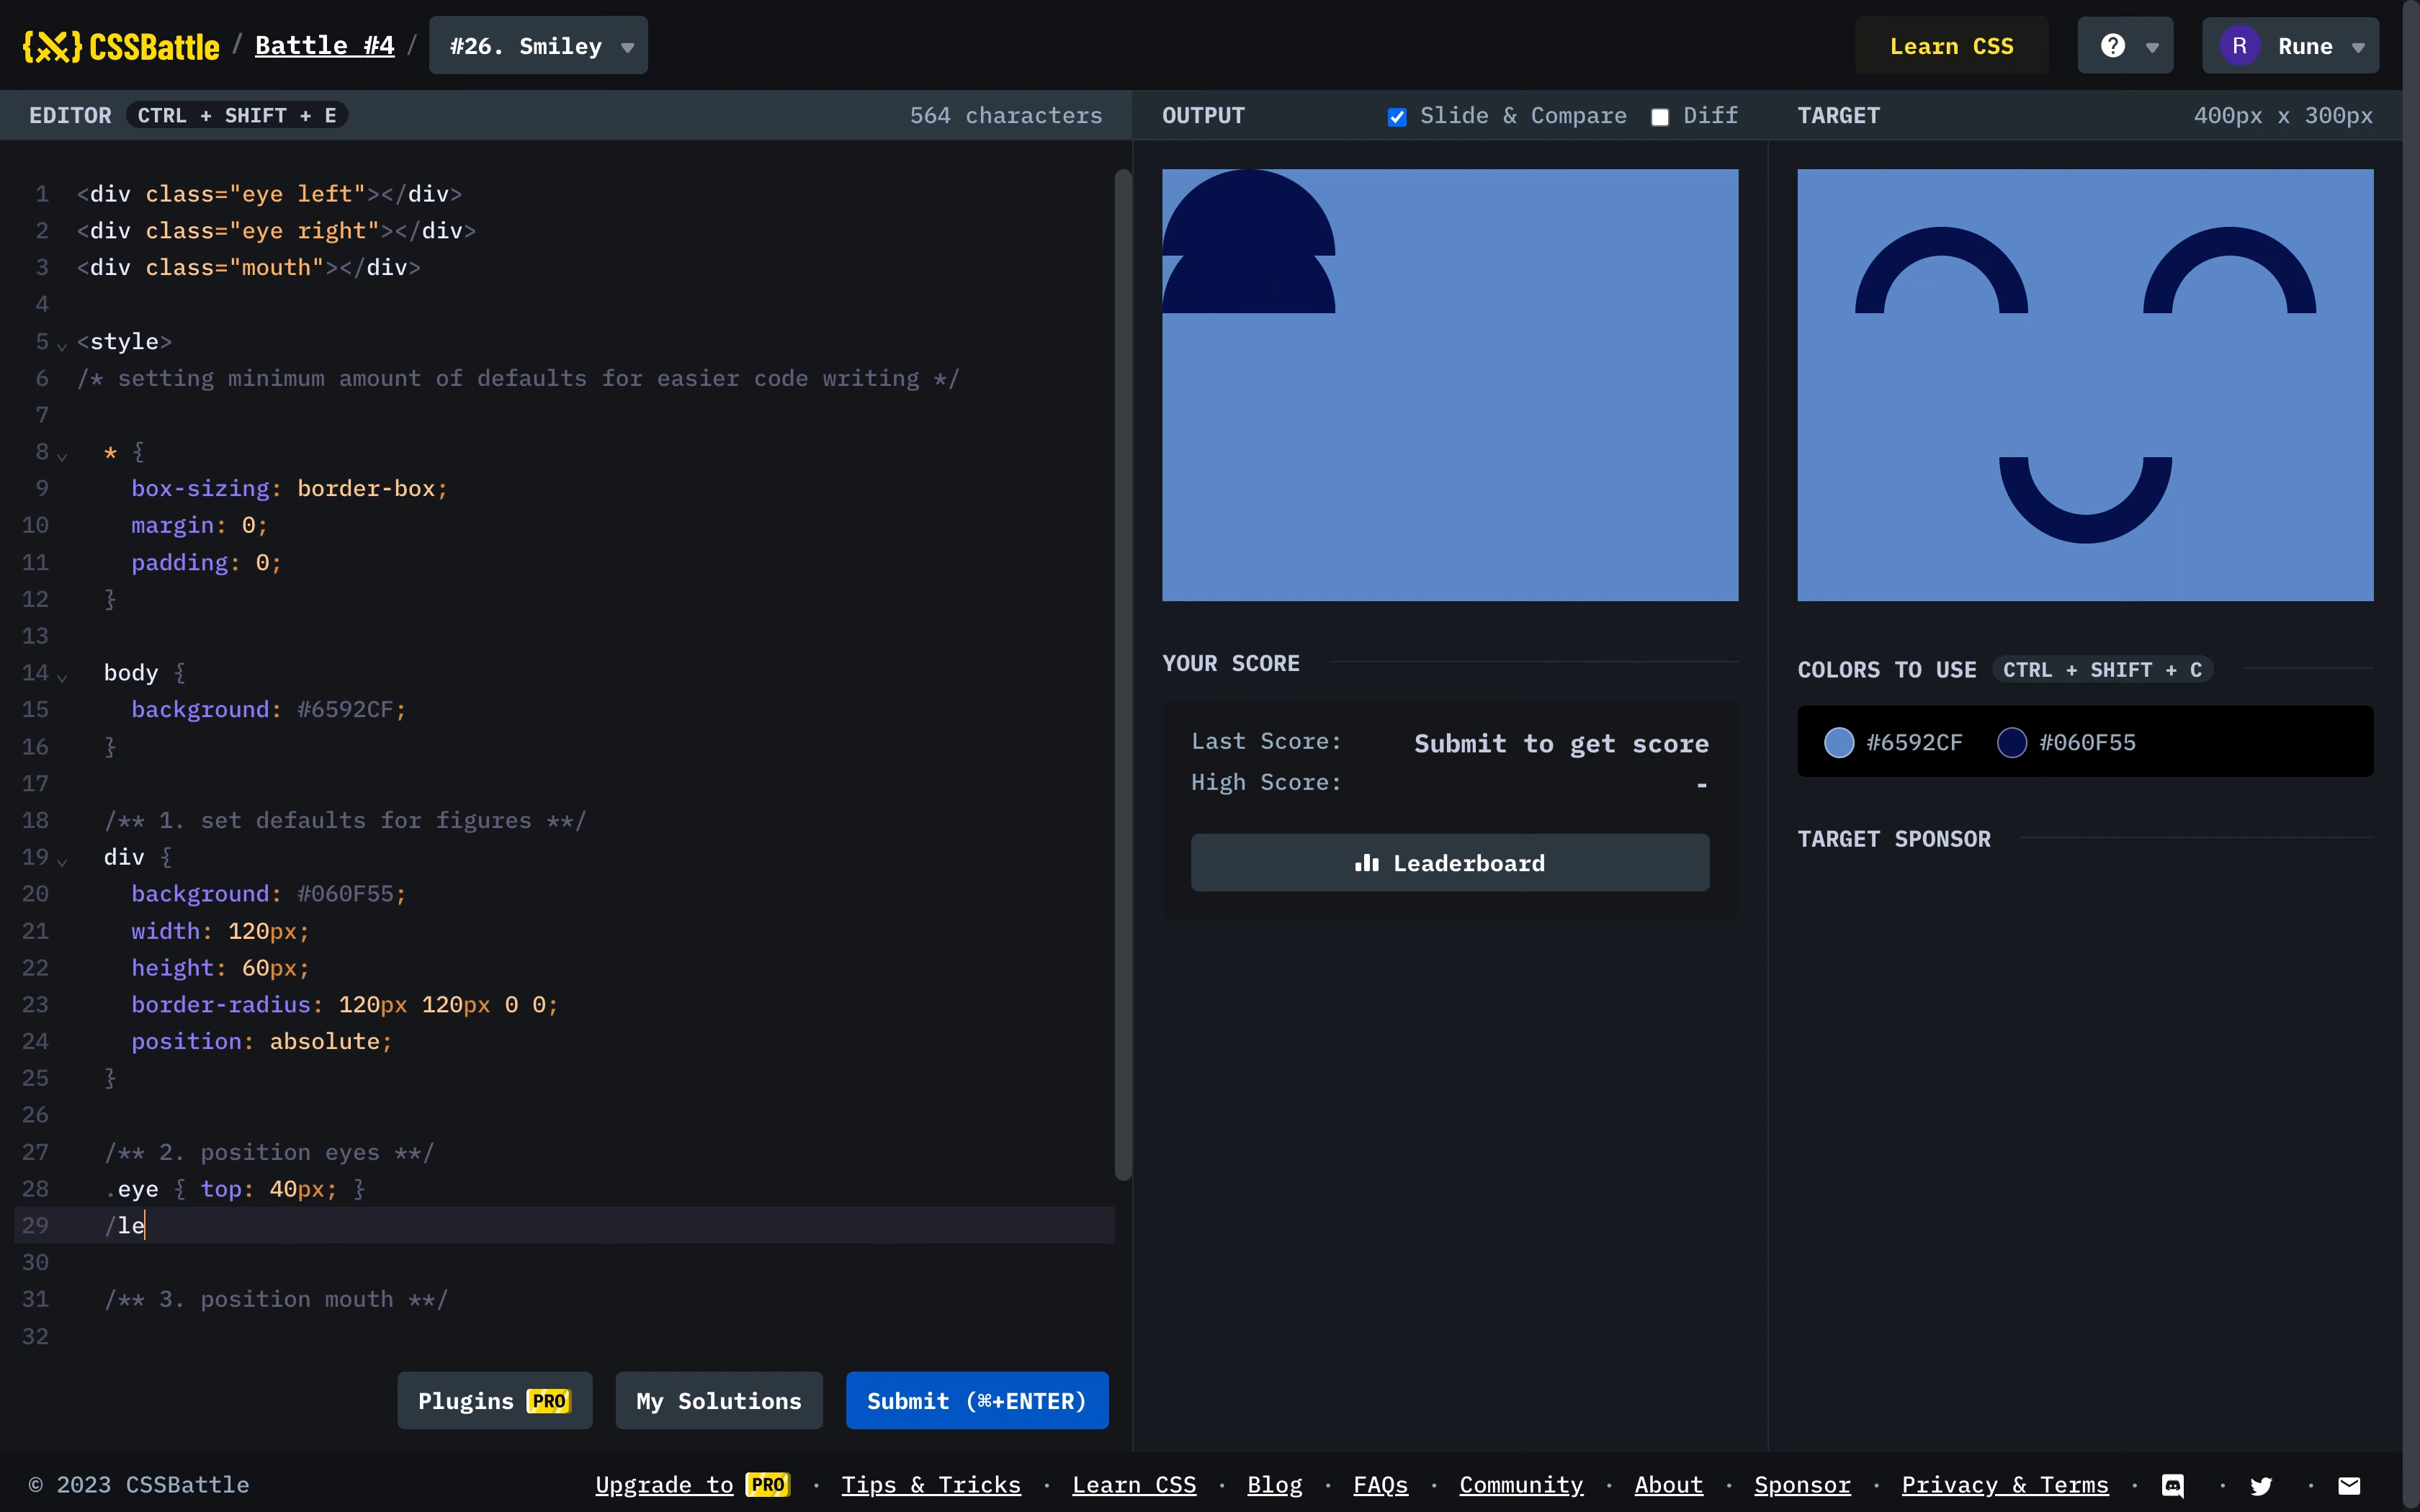 {X} CSSBattle / Battle #4 / #26. Smiley
Learn CSS
?
R Rune
EDITOR CTRL + SHIFT + E 564 characters
OUTPUT Slide & Compare Diff
TARGET 400px x 300px
1 <div class="eye left"></div>
2 <div class="eye right"></div>
3 <div class="mouth"></div>
4
5 <style>
6 /* setting minimum amount of defaults for easier code writing */
7
8 * {
9 box-sizing: border-box;
10 margin: 0;
11 padding: 0;
12 }
13
14 body {
15 background: #6592CF;
16 }
17
18 /** 1. set defaults for figures **/
19 div {
20 background: #060F55;
21 width: 120px;
22 height: 60px;
23 border-radius: 120px 120px 0 0;
24 position: absolute;
25 }
26
27 /** 2. position eyes **/
28 .eye { top: 40px; }
29 /le
30
31 /** 3. position mouth **/
32
Plugins PRO
My Solutions
Submit (⌘+ENTER)
YOUR SCORE
Last Score: Submit to get score
High Score: -
Leaderboard
COLORS TO USE CTRL + SHIFT + C
#6592CF #060F55
TARGET SPONSOR
© 2023 CSSBattle
Upgrade to PRO · Tips & Tricks · Learn CSS · Blog · FAQs · Community · About · Sponsor · Privacy & Terms · · ·